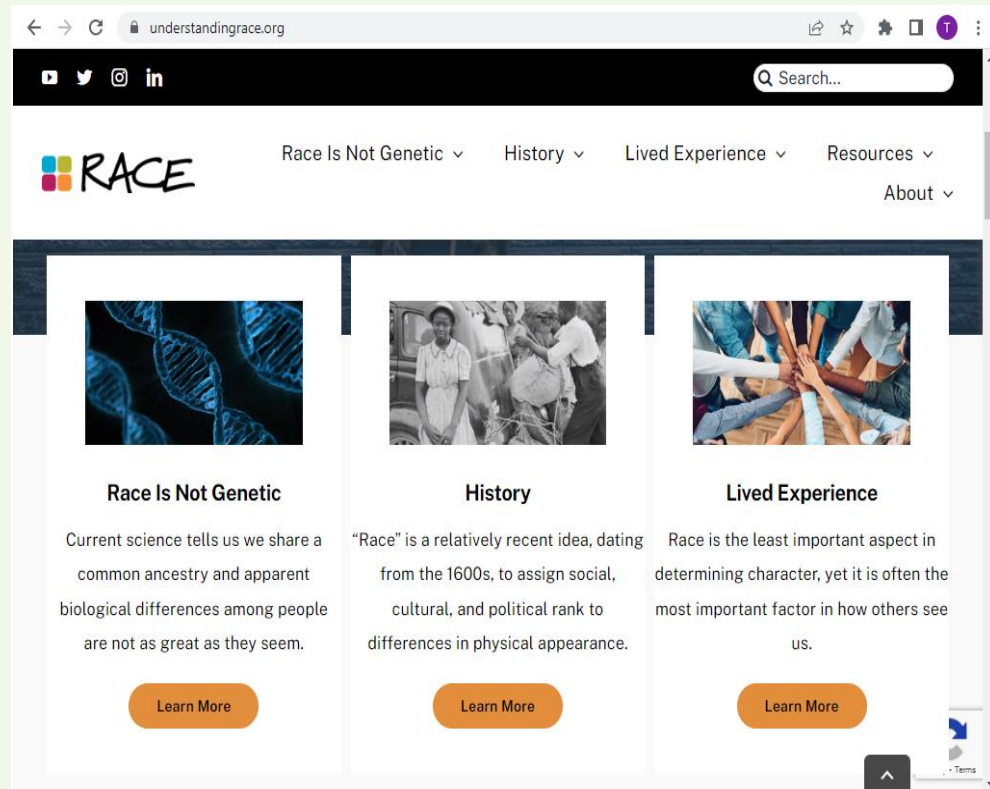 understandingrace.org
T
in
Search...
RACE
Race Is Not Genetic
History
Lived Experience
Resources
About
Race Is Not Genetic
Current science tells us we share a
common ancestry and apparent
biological differences among people
are not as great as they seem.
Learn More
History
“Race” is a relatively recent idea, dating
from the 1600s, to assign social,
cultural, and political rank to
differences in physical appearance.
Learn More
Lived Experience
Race is the least important aspect in
determining character, yet it is often the
most important factor in how others see
us.
Learn More
- Terms